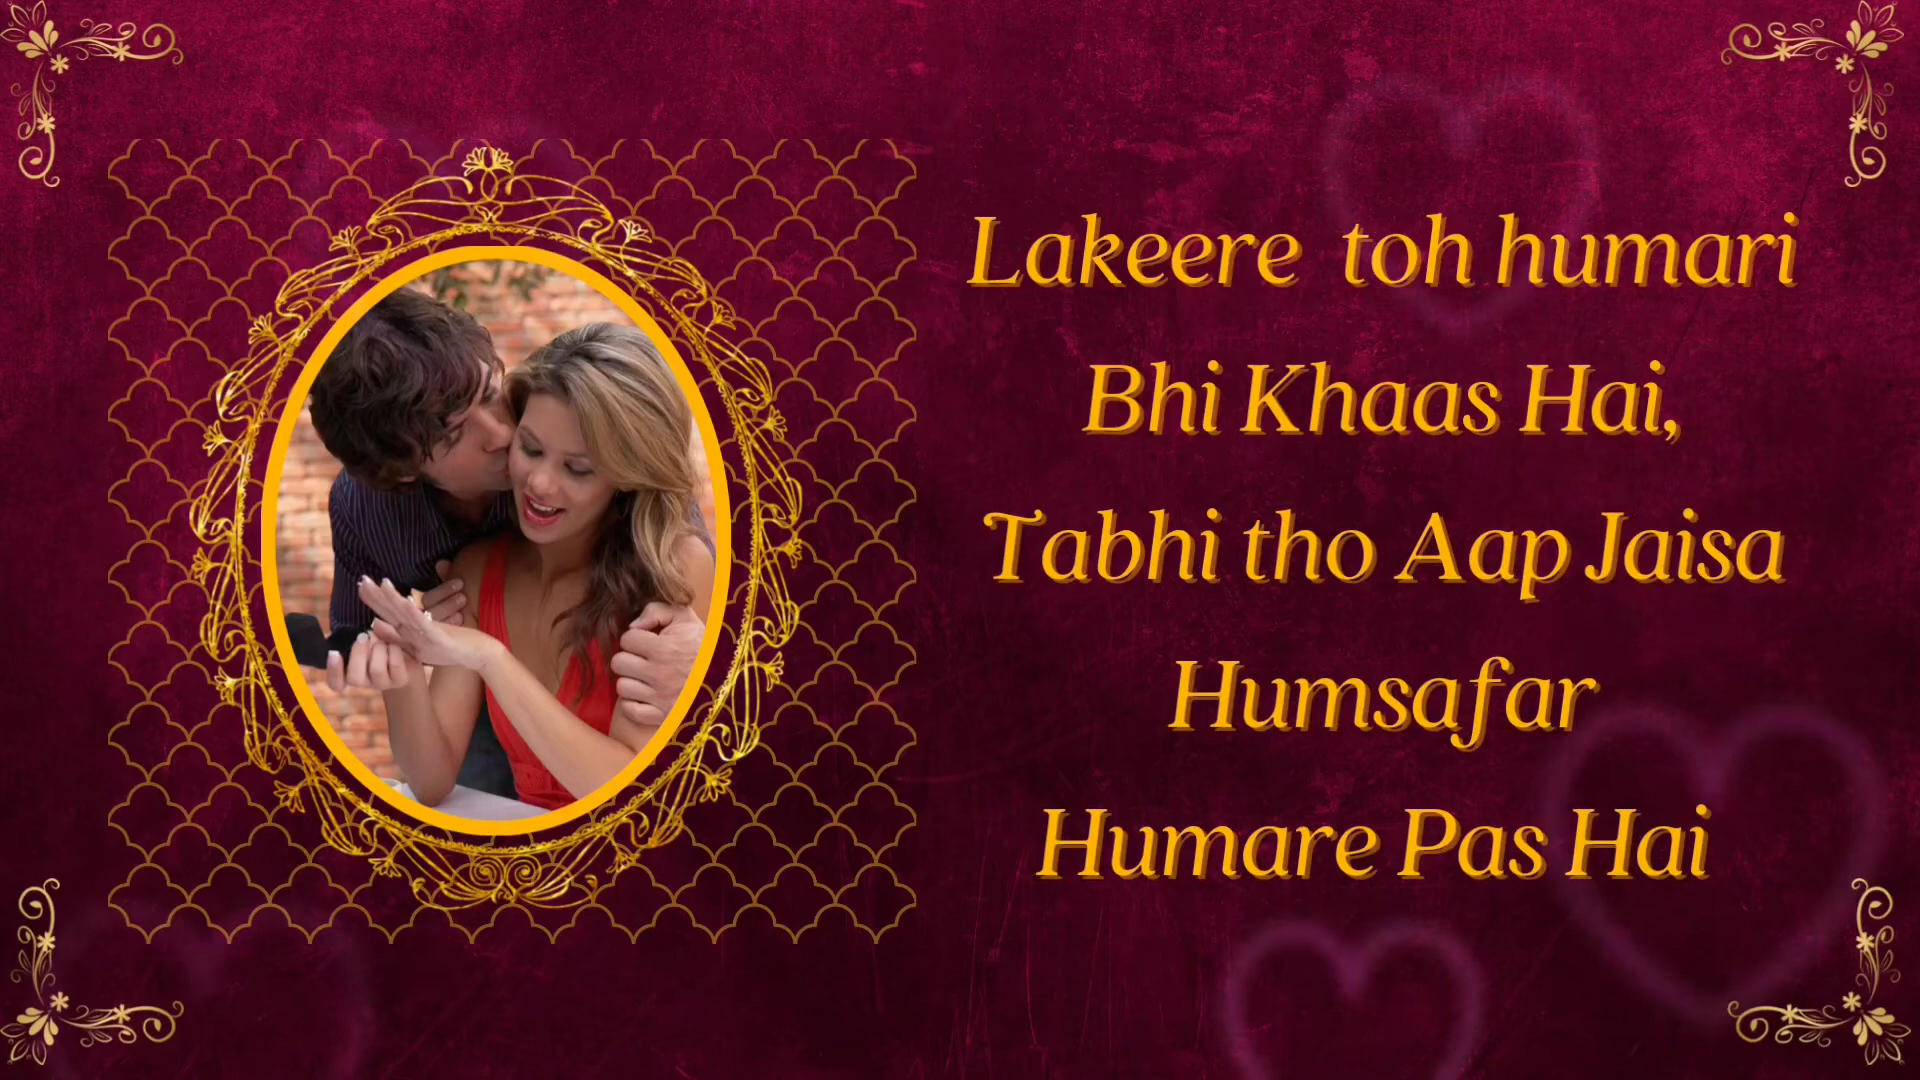 Lakeere toh humari
Bhi Khaas Hai,
Tabhi tho Aap Jaisa
Humsafar
Humare Pas Hai